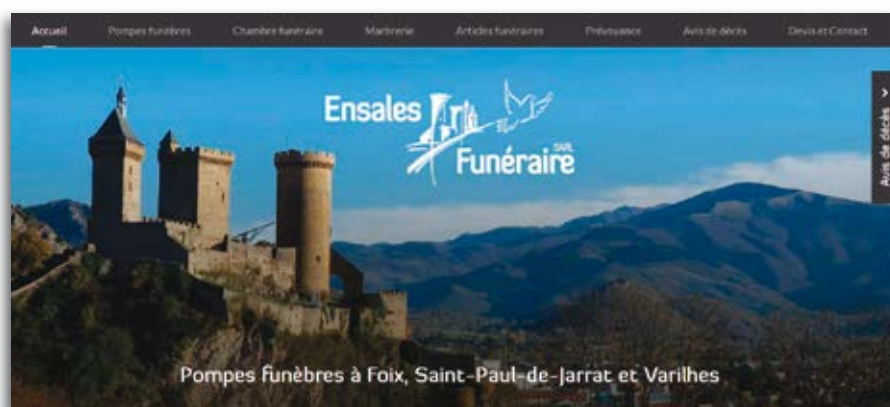 Accueil Pompes funèbres Chambre funéraire Marbrerie Articles funéraires Prévoyance Avis de décès Devis et Contact
Ensales
SARL
Funéraire
Avis de décès
Pompes funèbres à Foix, Saint-Paul-de-Jarrat et Varilhes